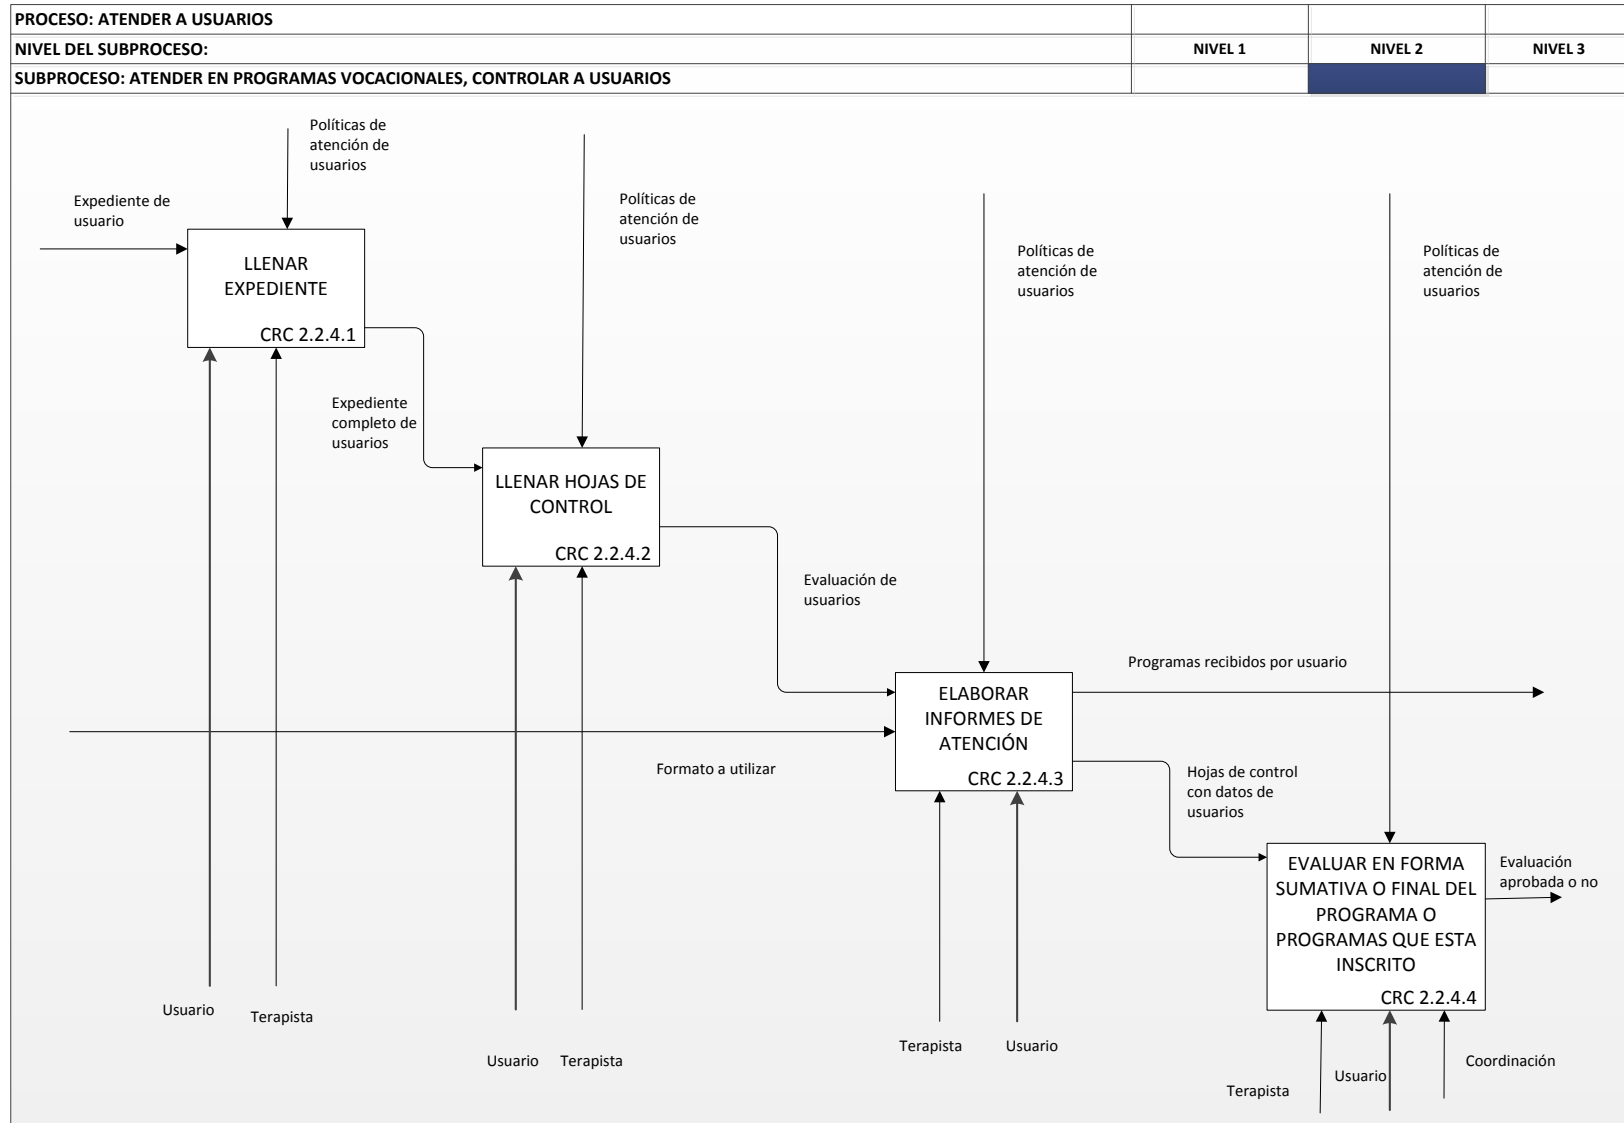 PROCESO: ATENDER A USUARIOS
NIVEL DEL SUBPROCESO:
NIVEL 1
NIVEL 2
NIVEL 3
SUBPROCESO: ATENDER EN PROGRAMAS VOCACIONALES, CONTROLAR A USUARIOS
Políticas de
atención de
usuarios
Expediente de
usuario
Políticas de
atención de
usuarios
Políticas de
atención de
usuarios
Políticas de
atención de
usuarios
LLENAR
EXPEDIENTE
CRC 2.2.4.1
Expediente
completo de
usuarios
LLENAR HOJAS DE
CONTROL
CRC 2.2.4.2
Evaluación de
usuarios
Programas recibidos por usuario
ELABORAR
INFORMES DE
ATENCIÓN
CRC 2.2.4.3
Formato a utilizar
Hojas de control
con datos de
usuarios
EVALUAR EN FORMA
SUMATIVA O FINAL DEL
PROGRAMA O
PROGRAMAS QUE ESTA
INSCRITO
CRC 2.2.4.4
Evaluación
aprobada o no
Usuario
Terapista
Usuario
Terapista
Terapista
Usuario
Terapista
Usuario
Coordinación